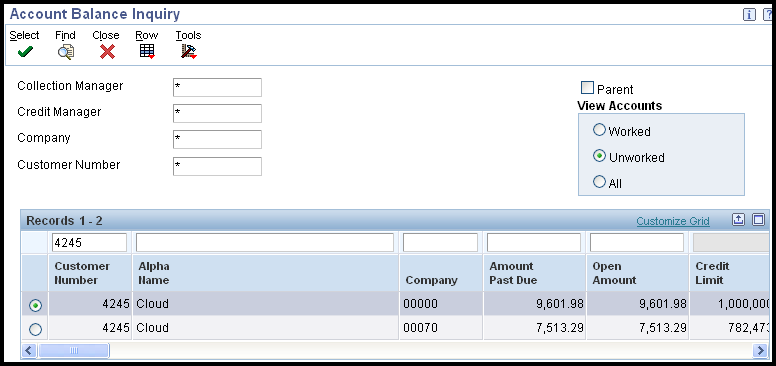 Account Balance Inquiry
Select Find Close Row Tools
Collection Manager *
Credit Manager *
Company *
Customer Number *
Parent
View Accounts
Worked
Unworked
All
Records 1 - 2 Customize Grid
4245
Customer Number Alpha Name Company Amount Past Due Open Amount Credit Limit
4245 Cloud 00000 9,601.98 9,601.98 1,000,000
4245 Cloud 00070 7,513.29 7,513.29 782,473